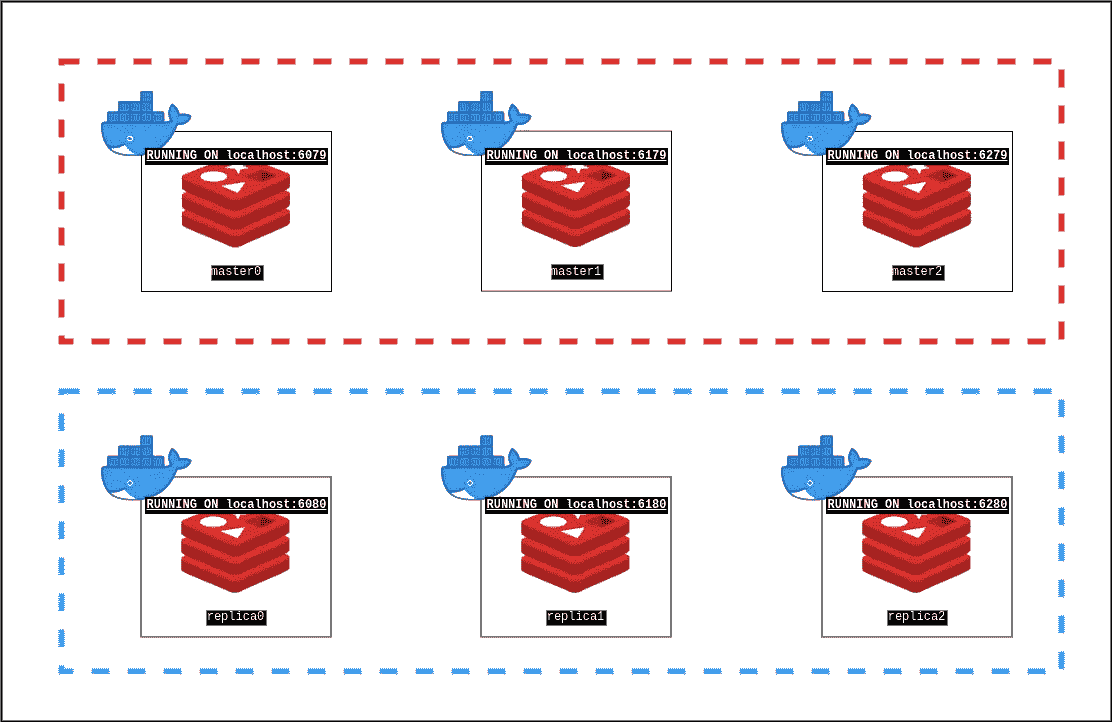 RUNNING ON localhost:6079
RUNNING ON localhost:6179
RUNNING ON localhost:6279
master0
master1
master2
RUNNING ON localhost:6080
RUNNING ON localhost:6180
RUNNING ON localhost:6280
replica0
replica1
replica2